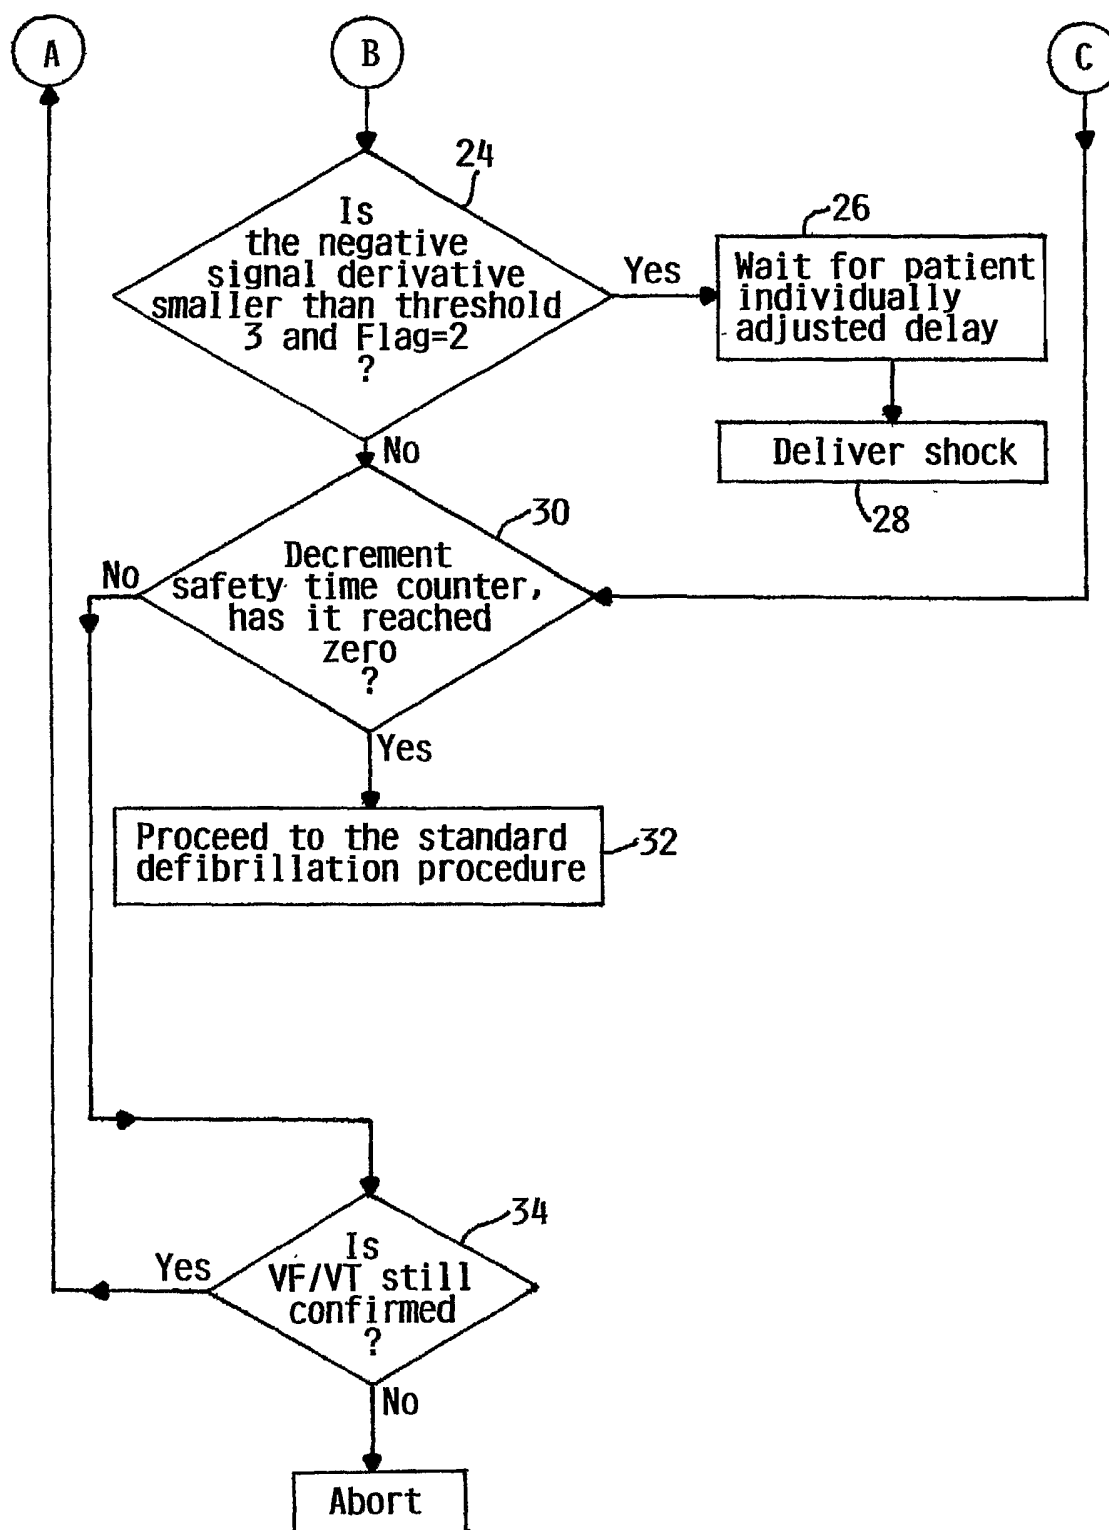 A
B
C
24
Is
the negative
signal derivative
smaller than threshold
3 and Flag=2
?
Yes
26
Wait for patient
individually
adjusted delay
No
Deliver shock
28
30
Decrement
safety time counter,
has it reached
zero
?
No
Yes
Proceed to the standard
defibrillation procedure
32
34
Is
VF/VT still
confirmed
?
Yes
No
Abort